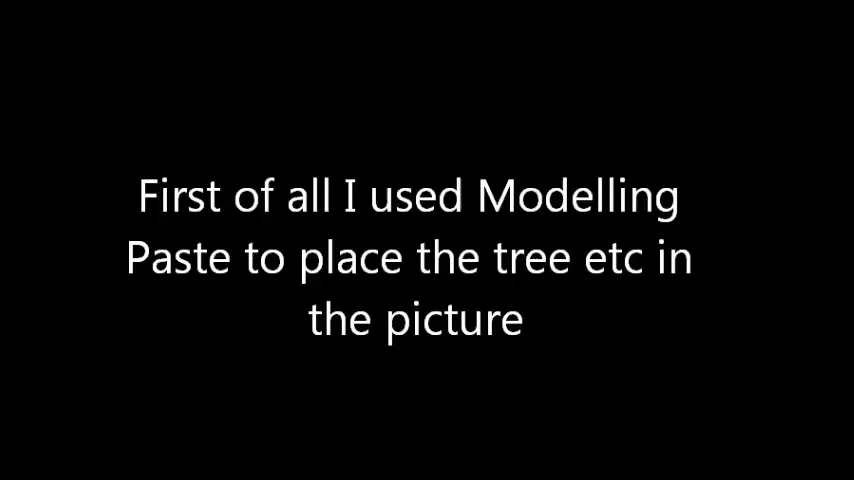 First of all I used Modelling
Paste to place the tree etc in
the picture